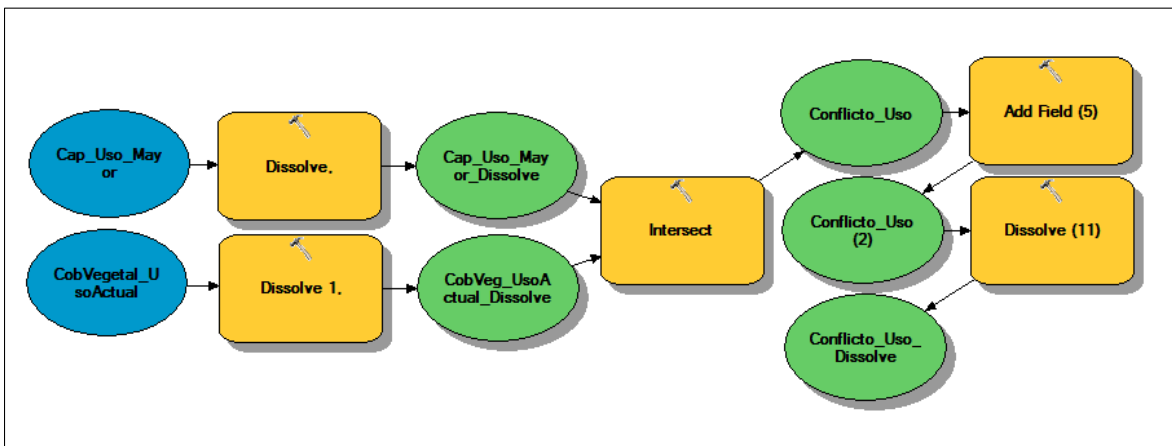 Cap_Uso_May
or
Dissolve.
Cap_Uso_May
or_Dissolve
CobVegetal_U
soActual
Dissolve 1.
CobVeg_UsoA
ctual_Dissolve
Intersect
Conflicto_Uso
Add Field (5)
Conflicto_Uso
(2)
Dissolve (11)
Conflicto_Uso_
Dissolve